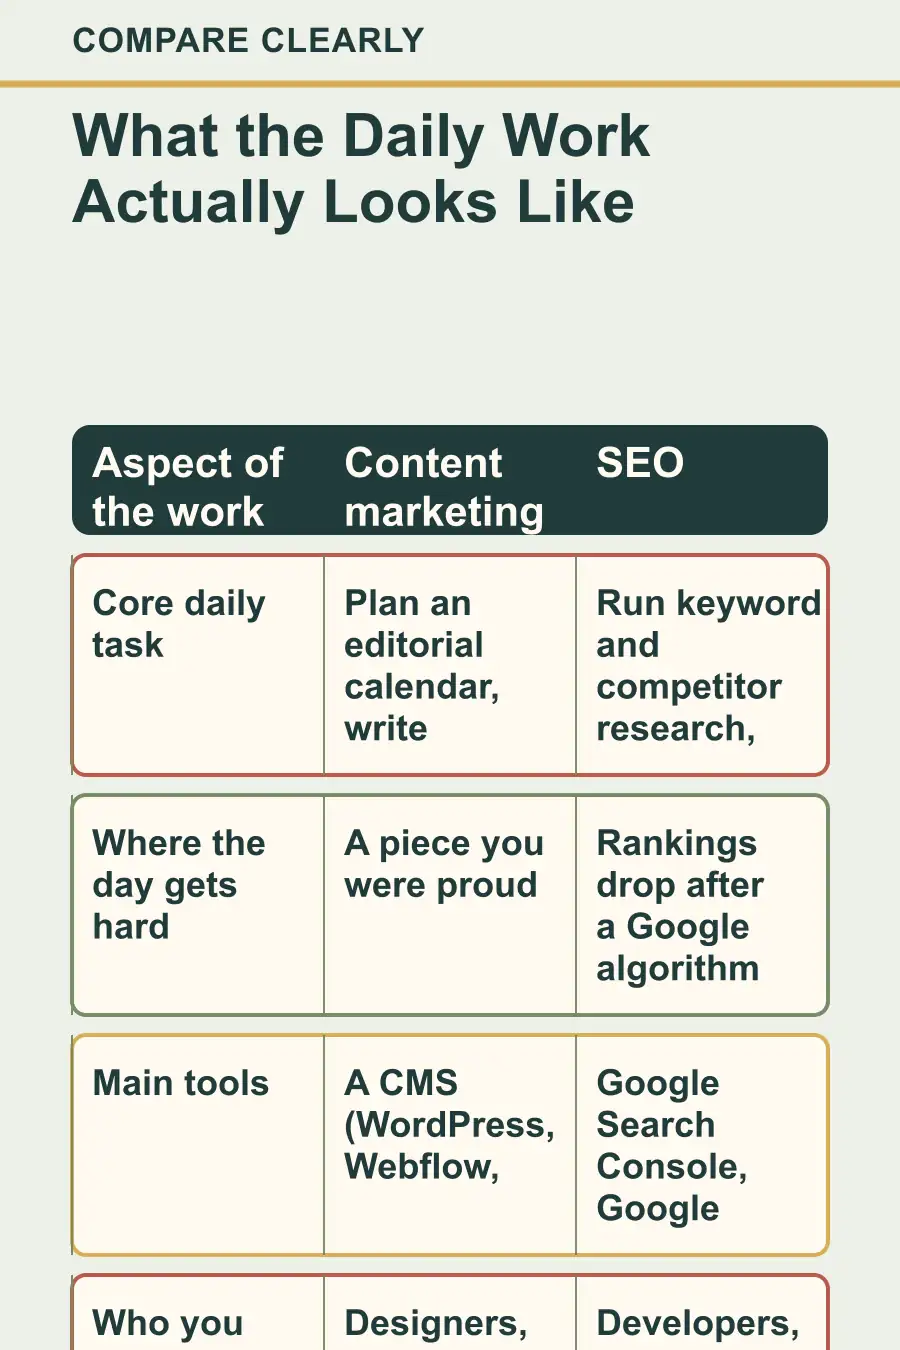 COMPARE CLEARLY
What the Daily Work
Actually Looks Like
Aspect of
the work
Content
marketing
SEO
Core daily
task
Plan an
editorial
calendar,
write
Run keyword
and
competitor
research,
Where the
day gets
hard
A piece you
were proud
Rankings
drop after
a Google
algorithm
Main tools
A CMS
(WordPress,
Webflow,
Google
Search
Console,
Google
Who you
Designers,
Developers,